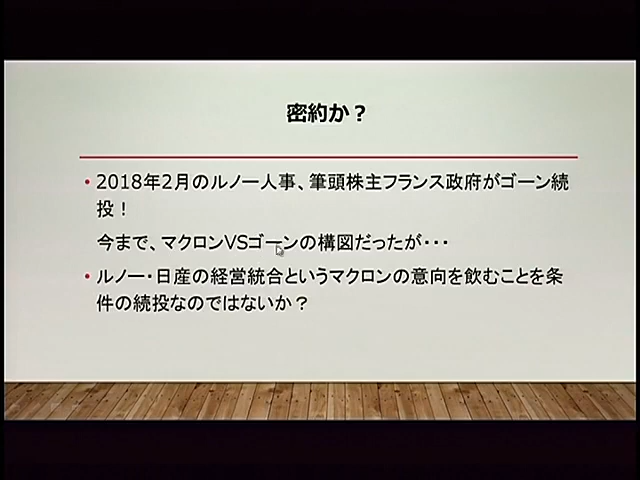 密約か？
• 2018年2月のルノー人事、筆頭株主フランス政府がゴーン続
投！
今まで、マクロンVSゴーンの構図だったが・・・
• ルノー・日産の経営統合というマクロンの意向を飲むことを条
件の続投なのではないか？